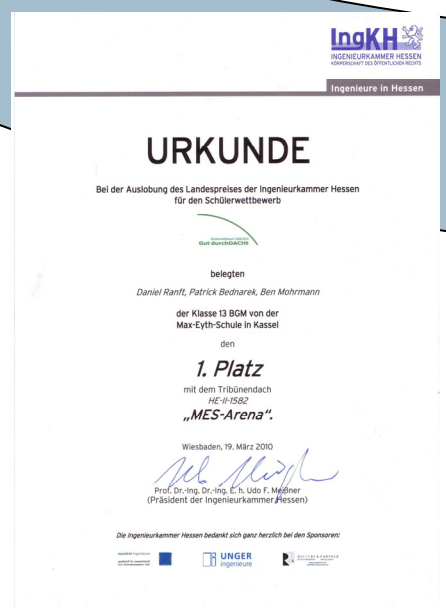 IngKH
INGENIEURKAMMER HESSEN
KÖRPERSCHAFT DES ÖFFENTLICHEN RECHTS
Ingenieure in Hessen
URKUNDE
Bei der Auslobung des Landespreises der Ingenieurkammer Hessen
für den Schülerwettbewerb
Gut durchDACHt
belegten
Daniel Ranft, Patrick Bednarek, Ben Mohrmann
der Klasse 13 BGM von der
Max-Eyth-Schule in Kassel
den
1. Platz
mit dem Tribünendach
HE-II-1582
„MES-Arena“.
Wiesbaden, 19. März 2010
Prof. Dr.-Ing. Dr.-Ing. E. h. Udo F. Meißner
(Präsident der Ingenieurkammer Hessen)
Die Ingenieurkammer Hessen bedankt sich ganz herzlich bei den Sponsoren:
UNGER
ingenieure